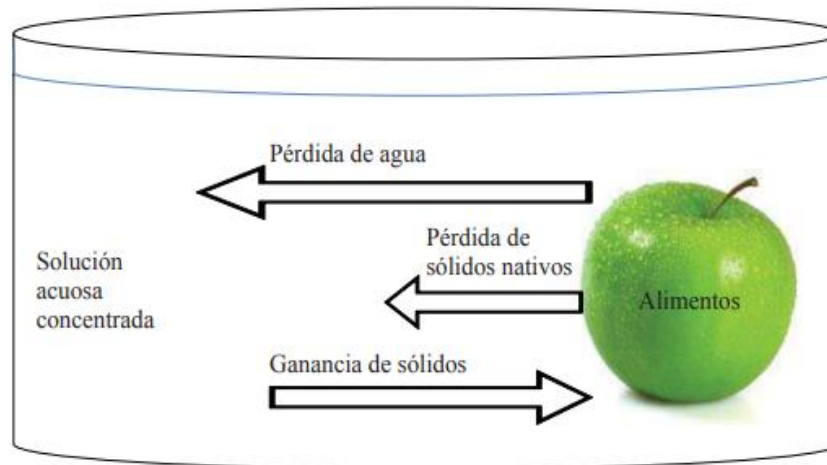 Pérdida de agua
Pérdida de
sólidos nativos
Solución
acuosa
concentrada
Alimentos
Ganancia de sólidos